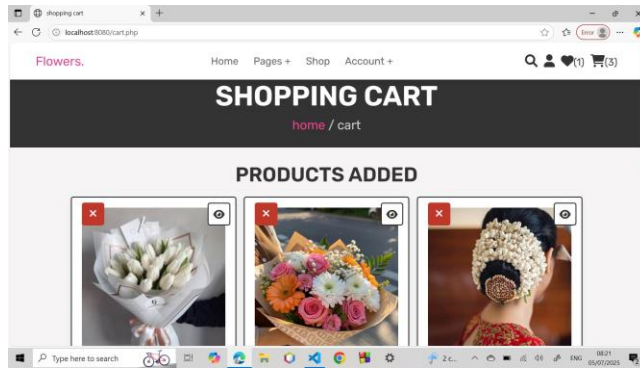 shopping cart
localhost:8080/cart.php
Error
Flowers.
Home Pages + Shop Account + (1) (3)
SHOPPING CART
home / cart
PRODUCTS ADDED
Type here to search
2 c...
ENG
08:21
05/07/2025